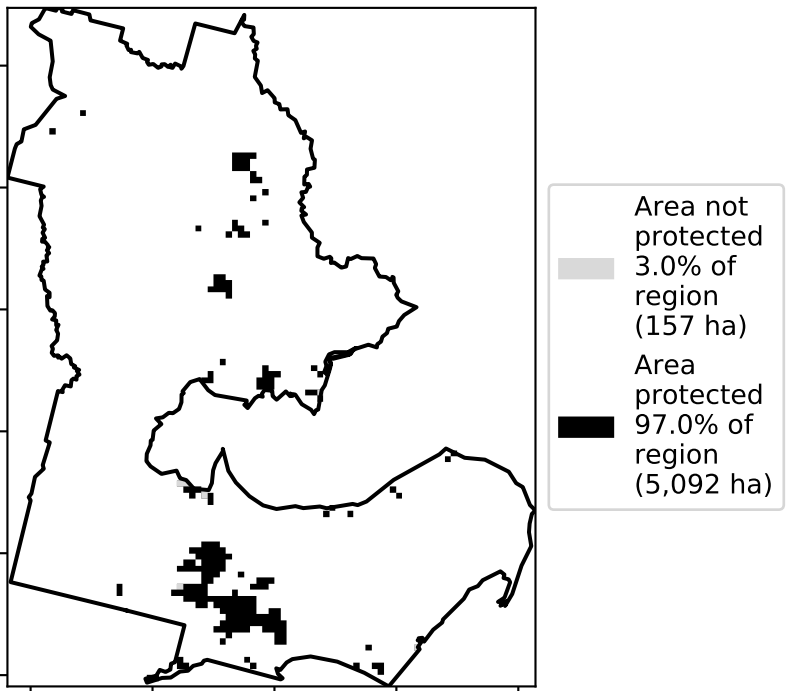 Area not
protected
3.0% of
region
(157 ha)
Area
protected
97.0% of
region
(5,092 ha)